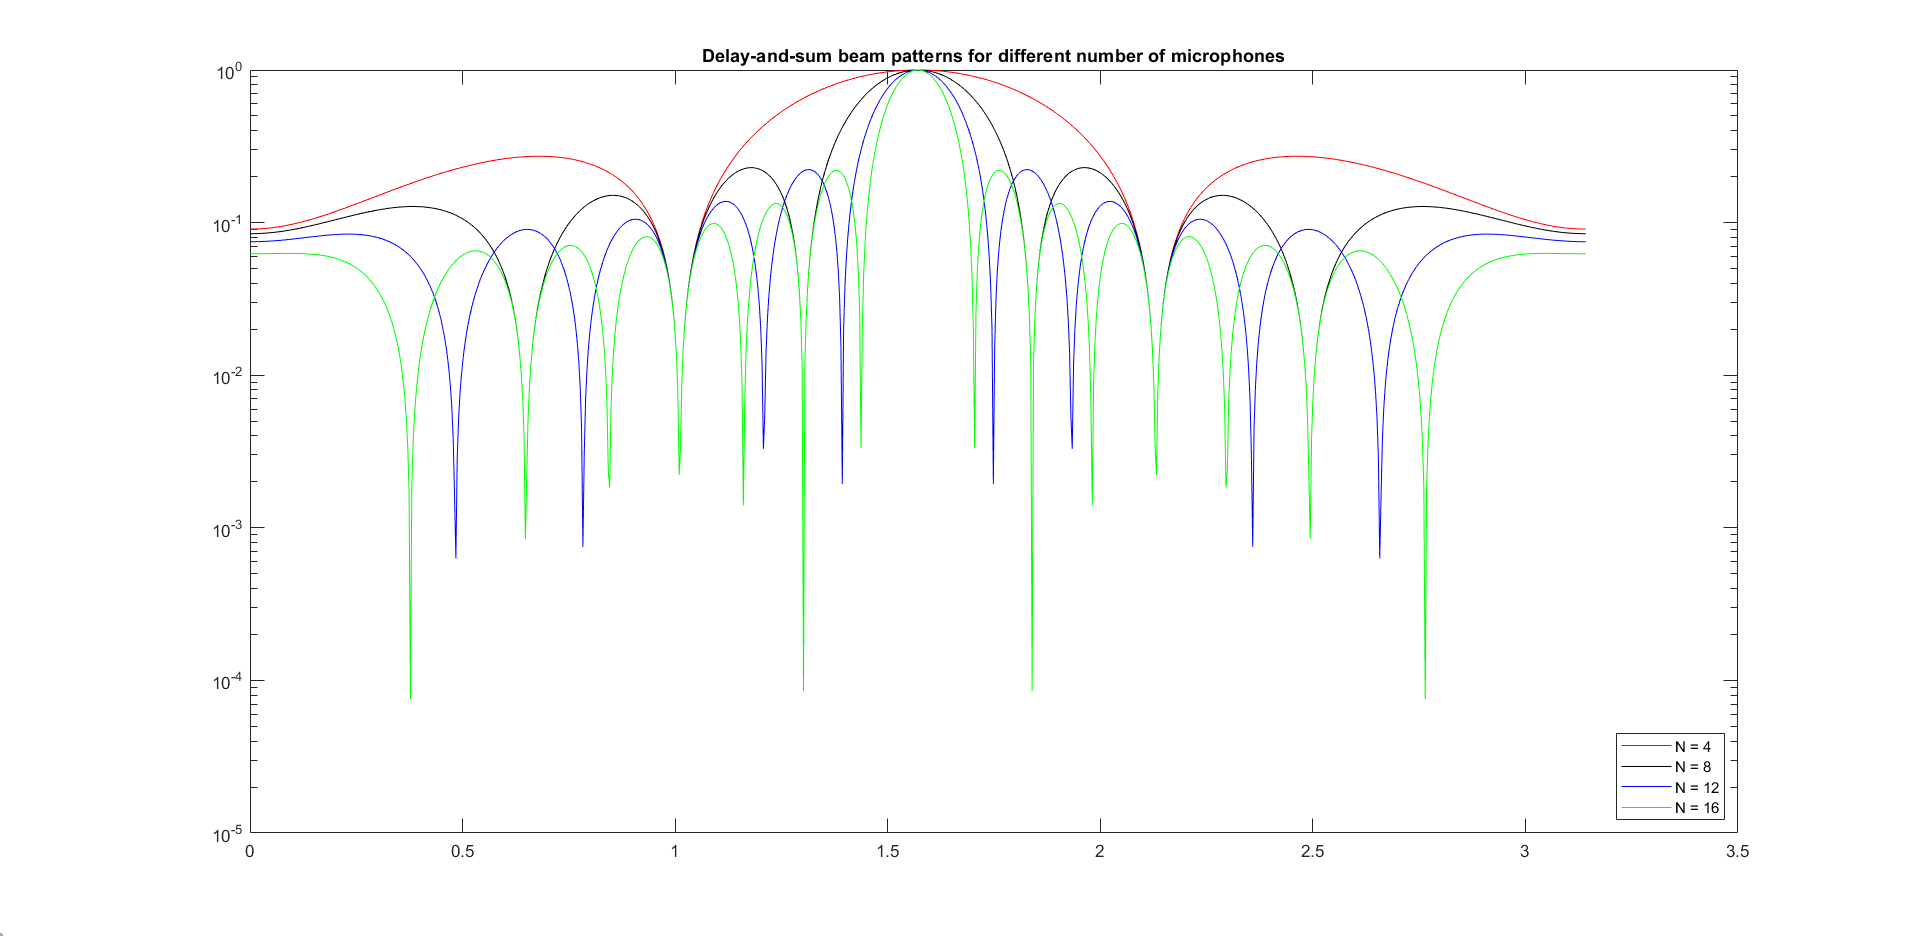 Delay-and-sum beam patterns for different number of microphones
10^0
10^-1
10^-2
10^-3
10^-4
10^-5
0 0.5 1 1.5 2 2.5 3 3.5
N = 4
N = 8
N = 12
N = 16